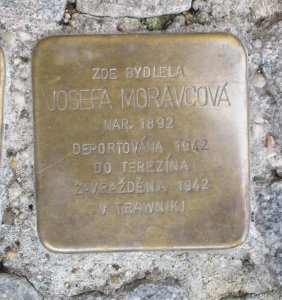 ZDE BYDLELA
JOSEFA MORAVCOVÁ
NAR. 1892
DEPORTOVÁNA 1942
DO TEREZÍNA
ZAVRAŽDĚNA 1942
V TRAWNIKI